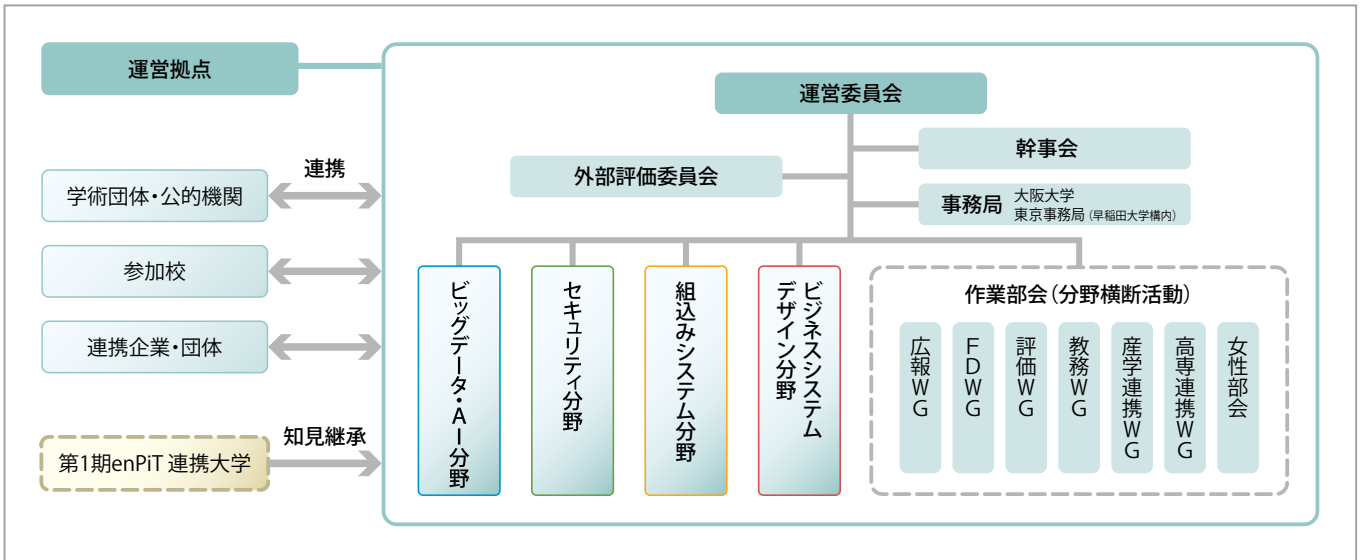 運営拠点
運営委員会
幹事会
外部評価委員会
事務局 大阪大学
東京事務局（早稲田大学構内）
連携
学術団体・公的機関
参加校
連携企業・団体
知見継承
第1期enPiT 連携大学
ビッグデータ・AI分野
セキュリティ分野
組込みシステム分野
ビジネスシステム
デザイン分野
作業部会（分野横断活動）
広報WG
FDWG
評価WG
教務WG
産学連携WG
高専連携WG
女性部会